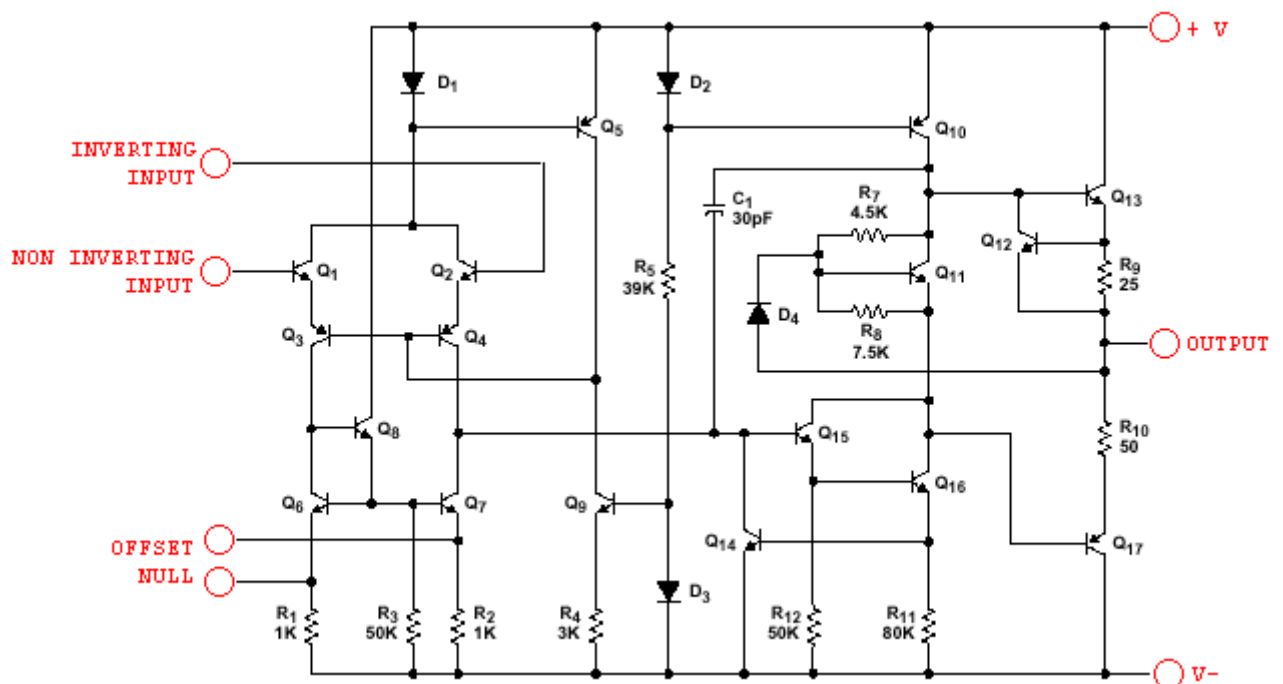 + V
D1
D2
Q5
Q10
INVERTING
INPUT
C1
30pF
R7
4.5K
Q13
Q12
NON INVERTING
INPUT
Q1
Q2
R5
39K
Q11
R9
25
D4
R8
7.5K
Q3
Q4
OUTPUT
Q8
Q15
R10
50
Q6
Q7
Q9
Q16
OFFSET
NULL
Q14
Q17
D3
R1
1K
R3
50K
R2
1K
R4
3K
R12
50K
R11
80K
V-